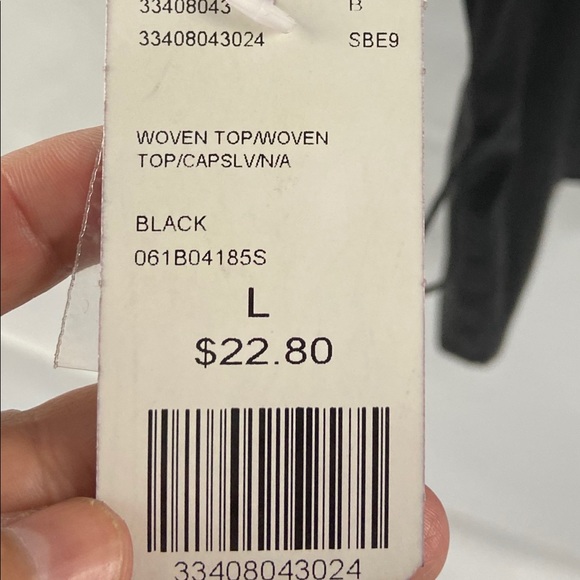 33408043 B
33408043024 SBE9
WOVEN TOP/WOVEN
TOP/CAPSLV/N/A
BLACK
061B04185S
L
$22.80
33408043024